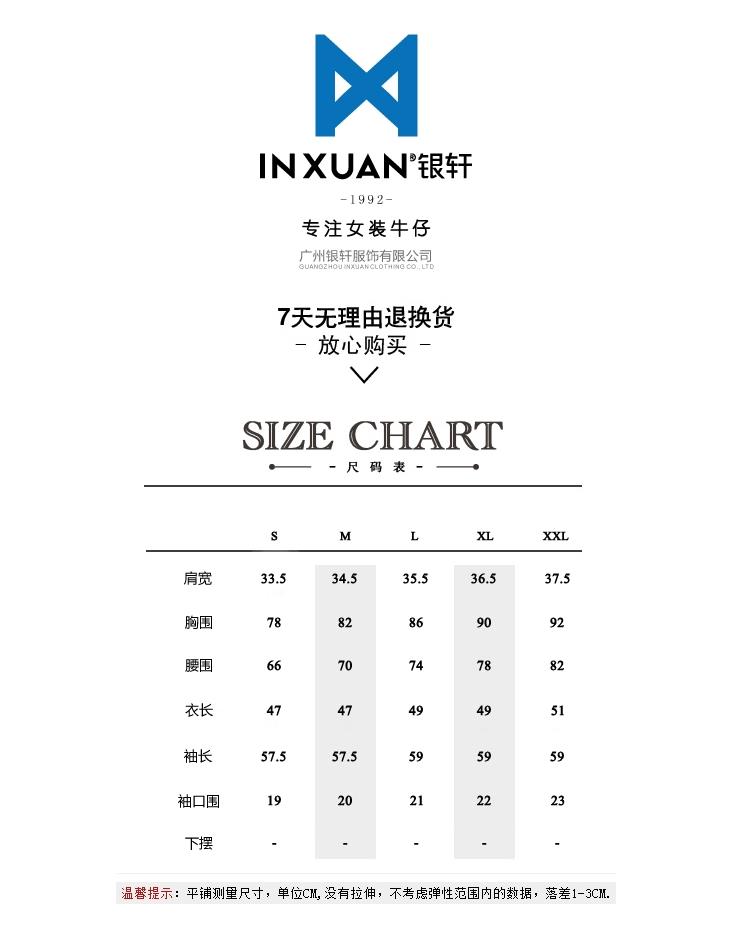 INXUAN®银轩
-1992-
专注女装牛仔
广州银轩服饰有限公司
GUANGZHOU INXUAN CLOTHING CO., LTD
7天无理由退换货
- 放心购买 -
SIZE CHART
- 尺 码 表 -
S M L XL XXL
肩宽 33.5 34.5 35.5 36.5 37.5
胸围 78 82 86 90 92
腰围 66 70 74 78 82
衣长 47 47 49 49 51
袖长 57.5 57.5 59 59 59
袖口围 19 20 21 22 23
下摆 - - - - -
温馨提示：平铺测量尺寸，单位CM,没有拉伸，不考虑弹性范围内的数据，落差1-3CM.